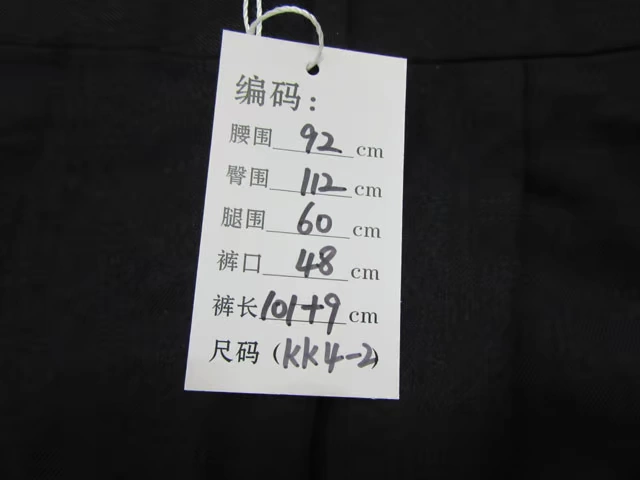 编码：
腰围 92 cm
臀围 112 cm
腿围 60 cm
裤口 48 cm
裤长 101+9 cm
尺码（KK4-2）